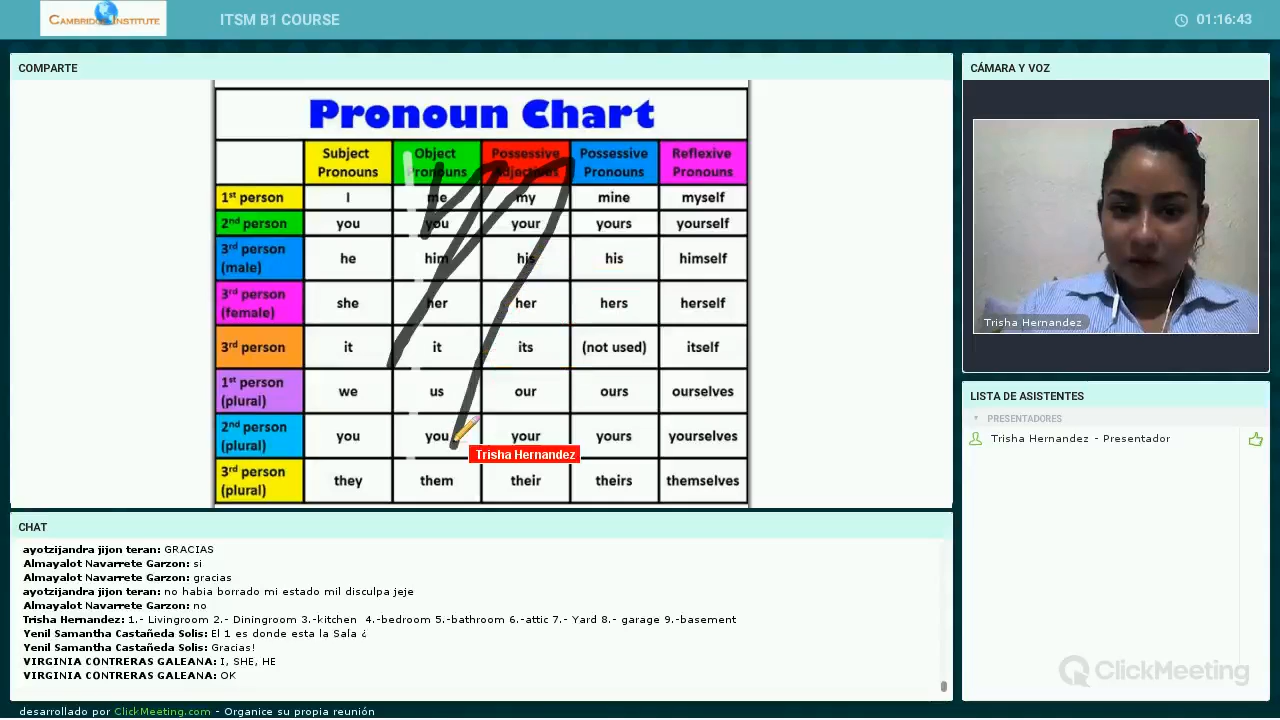 CAMBRIDGE INSTITUTE
ITSM B1 COURSE
01:16:43
COMPARTE
Pronoun Chart
Subject Pronouns Object Pronouns Possessive Adjectives Possessive Pronouns Reflexive Pronouns
1st person I me my mine myself
2nd person you you your yours yourself
3rd person (male) he him his his himself
3rd person (female) she her her hers herself
3rd person it it its (not used) itself
1st person (plural) we us our ours ourselves
2nd person (plural) you you your yours yourselves
3rd person (plural) they them their theirs themselves
Trisha Hernandez
CÁMARA Y VOZ
Trisha Hernandez
LISTA DE ASISTENTES
PRESENTADORES
Trisha Hernandez - Presentador
CHAT
ayotzijandra jijon teran: GRACIAS
Almayalot Navarrete Garzon: si
Almayalot Navarrete Garzon: gracias
ayotzijandra jijon teran: no habia borrado mi estado mil disculpa jeje
Almayalot Navarrete Garzon: no
Trisha Hernandez: 1.- Livingroom 2.- Diningroom 3.-kitchen 4.-bedroom 5.-bathroom 6.-attic 7.- Yard 8.- garage 9.-basement
Yenil Samantha Castañeda Solis: El 1 es donde esta la Sala ¿
Yenil Samantha Castañeda Solis: Gracias!
VIRGINIA CONTRERAS GALEANA: I, SHE, HE
VIRGINIA CONTRERAS GALEANA: OK
ClickMeeting
desarrollado por ClickMeeting.com - Organice su propia reunión